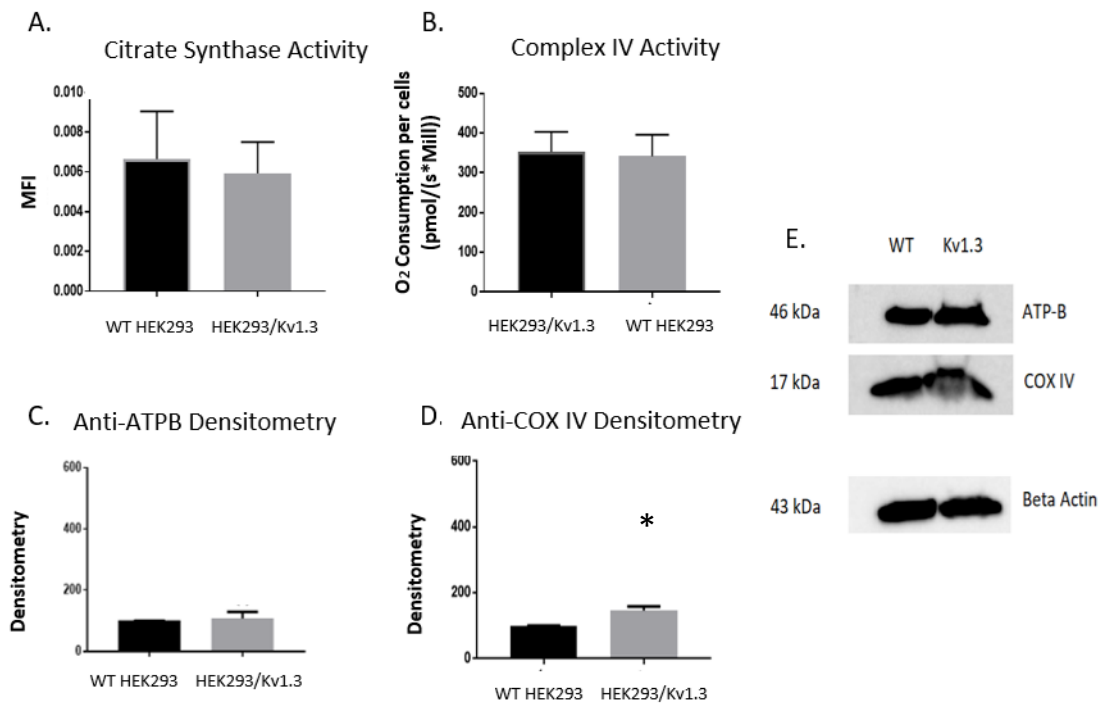 A.
Citrate Synthase Activity
MFI
0.010
0.008
0.006
0.004
0.002
0.000
WT HEK293 HEK293/Kv1.3
B.
Complex IV Activity
O2 Consumption per cells
(pmol/(s*Mill))
500
400
300
200
100
0
HEK293/Kv1.3 WT HEK293
C. Anti-ATPB Densitometry
Densitometry
600
400
200
0
WT HEK293 HEK293/Kv1.3
D. Anti-COX IV Densitometry
Densitometry
600
400
200
0
*
WT HEK293 HEK293/Kv1.3
E.
WT Kv1.3
46 kDa ATP-B
17 kDa COX IV
43 kDa Beta Actin